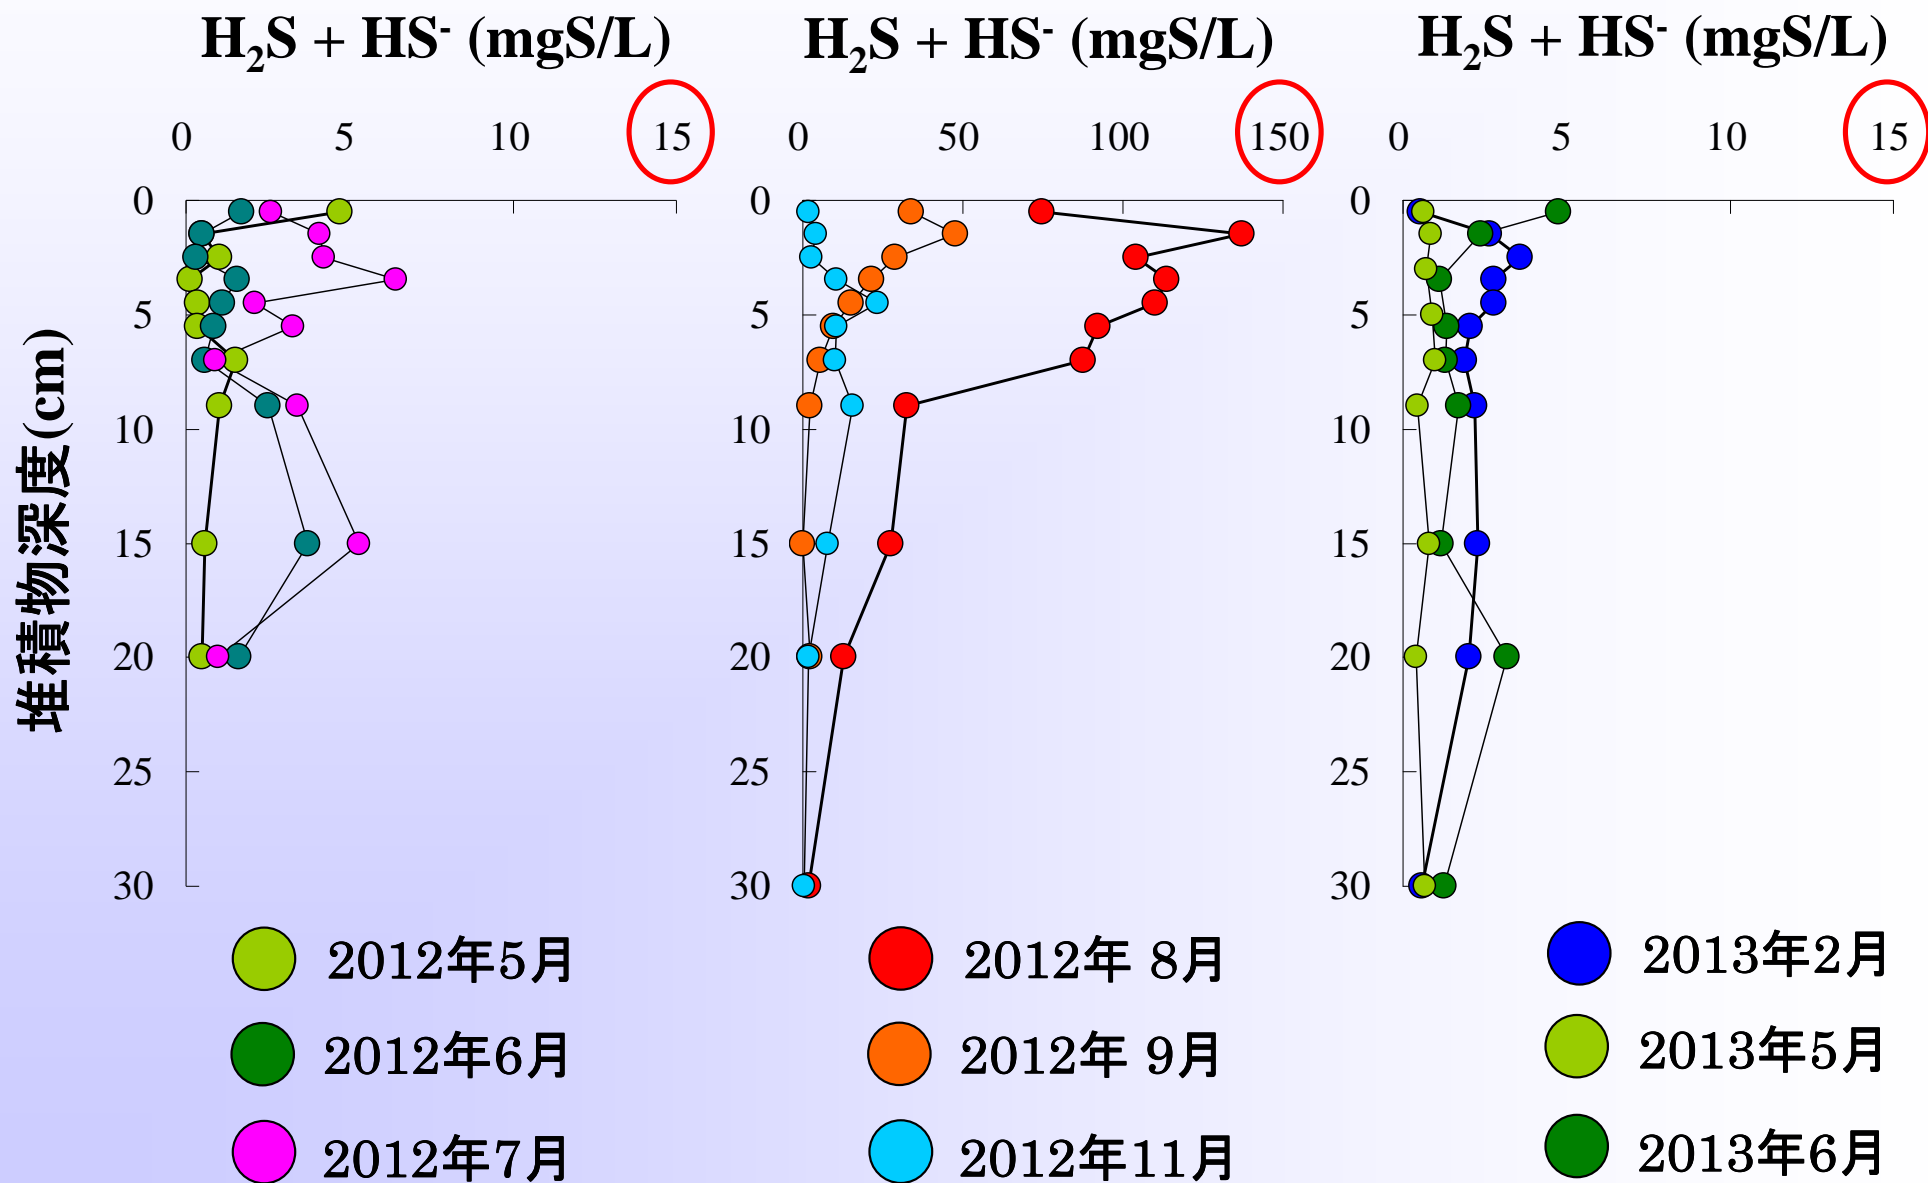 H₂S + HS⁻ (mgS/L)
H₂S + HS⁻ (mgS/L)
H₂S + HS⁻ (mgS/L)
0 5 10 15
0 50 100 150
0 5 10 15
堆積物深度(cm)
0 0 0
5 5 5
10 10 10
15 15 15
20 20 20
25 25 25
30 30 30
2012年5月
2012年6月
2012年7月
2012年 8月
2012年 9月
2012年11月
2013年2月
2013年5月
2013年6月